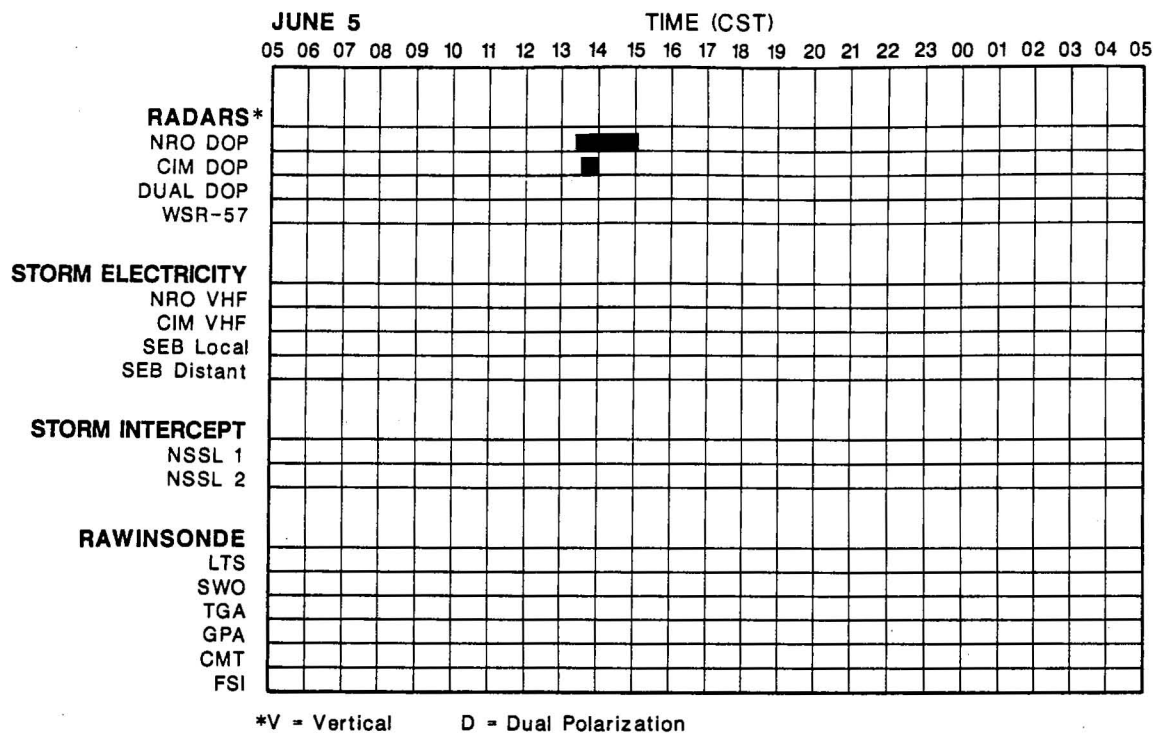 JUNE 5 TIME (CST)
05 06 07 08 09 10 11 12 13 14 15 16 17 18 19 20 21 22 23 00 01 02 03 04 05
RADARS*
NRO DOP
CIM DOP
DUAL DOP
WSR-57
STORM ELECTRICITY
NRO VHF
CIM VHF
SEB Local
SEB Distant
STORM INTERCEPT
NSSL 1
NSSL 2
RAWINSONDE
LTS
SWO
TGA
GPA
CMT
FSI
*V = Vertical D = Dual Polarization